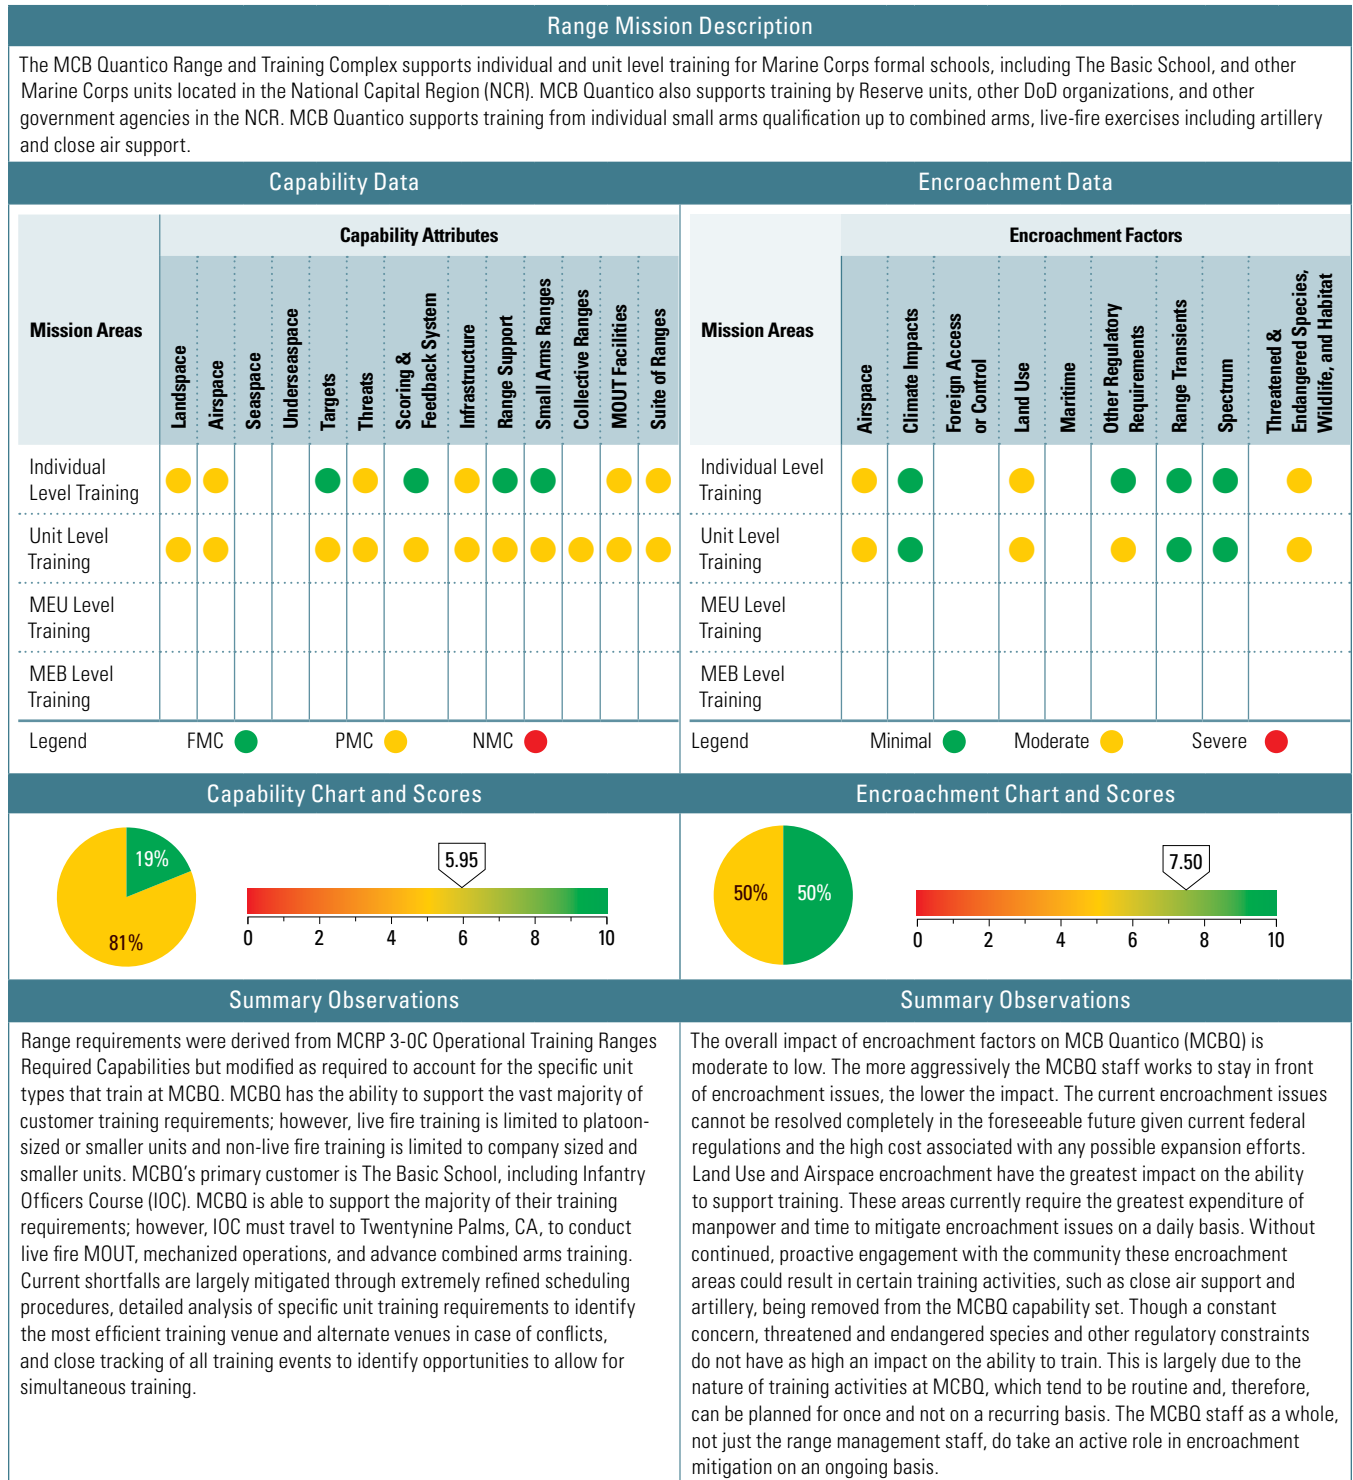 Range Mission Description
The MCB Quantico Range and Training Complex supports individual and unit level training for Marine Corps formal schools, including The Basic School, and other
Marine Corps units located in the National Capital Region (NCR). MCB Quantico also supports training by Reserve units, other DoD organizations, and other
government agencies in the NCR. MCB Quantico supports training from individual small arms qualification up to combined arms, live-fire exercises including artillery
and close air support.
Capability Data
Capability Attributes
Mission Areas
Landspace
Airspace
Seaspace
Underseaspace
Targets
Threats
Scoring &
Feedback System
Infrastructure
Range Support
Small Arms Ranges
Collective Ranges
MOUT Facilities
Suite of Ranges
Individual
Level Training
Unit Level
Training
MEU Level
Training
MEB Level
Training
Legend FMC PMC NMC
Encroachment Data
Encroachment Factors
Mission Areas
Airspace
Climate Impacts
Foreign Access
or Control
Land Use
Maritime
Other Regulatory
Requirements
Range Transients
Spectrum
Threatened &
Endangered Species,
Wildlife, and Habitat
Individual Level
Training
Unit Level
Training
MEU Level
Training
MEB Level
Training
Legend Minimal Moderate Severe
Capability Chart and Scores
19%
81%
5.95
0 2 4 6 8 10
Encroachment Chart and Scores
50% 50%
7.50
0 2 4 6 8 10
Summary Observations
Range requirements were derived from MCRP 3-0C Operational Training Ranges
Required Capabilities but modified as required to account for the specific unit
types that train at MCBQ. MCBQ has the ability to support the vast majority of
customer training requirements; however, live fire training is limited to platoon-
sized or smaller units and non-live fire training is limited to company sized and
smaller units. MCBQ's primary customer is The Basic School, including Infantry
Officers Course (IOC). MCBQ is able to support the majority of their training
requirements; however, IOC must travel to Twentynine Palms, CA, to conduct
live fire MOUT, mechanized operations, and advance combined arms training.
Current shortfalls are largely mitigated through extremely refined scheduling
procedures, detailed analysis of specific unit training requirements to identify
the most efficient training venue and alternate venues in case of conflicts,
and close tracking of all training events to identify opportunities to allow for
simultaneous training.
Summary Observations
The overall impact of encroachment factors on MCB Quantico (MCBQ) is
moderate to low. The more aggressively the MCBQ staff works to stay in front
of encroachment issues, the lower the impact. The current encroachment issues
cannot be resolved completely in the foreseeable future given current federal
regulations and the high cost associated with any possible expansion efforts.
Land Use and Airspace encroachment have the greatest impact on the ability
to support training. These areas currently require the greatest expenditure of
manpower and time to mitigate encroachment issues on a daily basis. Without
continued, proactive engagement with the community these encroachment
areas could result in certain training activities, such as close air support and
artillery, being removed from the MCBQ capability set. Though a constant
concern, threatened and endangered species and other regulatory constraints
do not have as high an impact on the ability to train. This is largely due to the
nature of training activities at MCBQ, which tend to be routine and, therefore,
can be planned for once and not on a recurring basis. The MCBQ staff as a whole,
not just the range management staff, do take an active role in encroachment
mitigation on an ongoing basis.